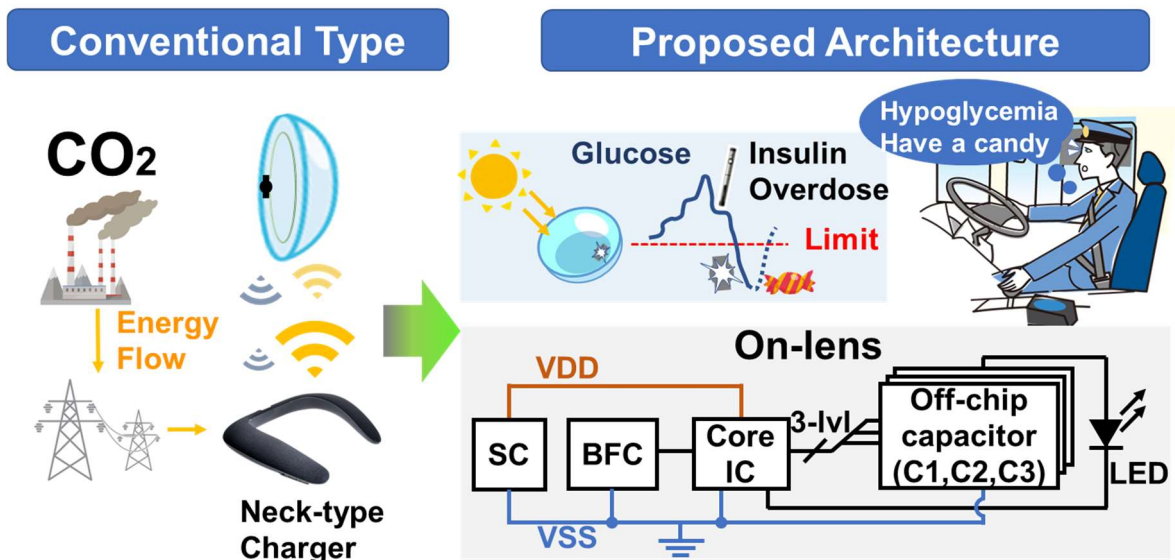 Conventional Type
CO2
Energy
Flow
Neck-type
Charger
Proposed Architecture
Hypoglycemia
Have a candy
Glucose
Insulin
Overdose
Limit
On-lens
VDD
SC
BFC
Core
IC
3-lvl
Off-chip
capacitor
(C1,C2,C3)
LED
VSS